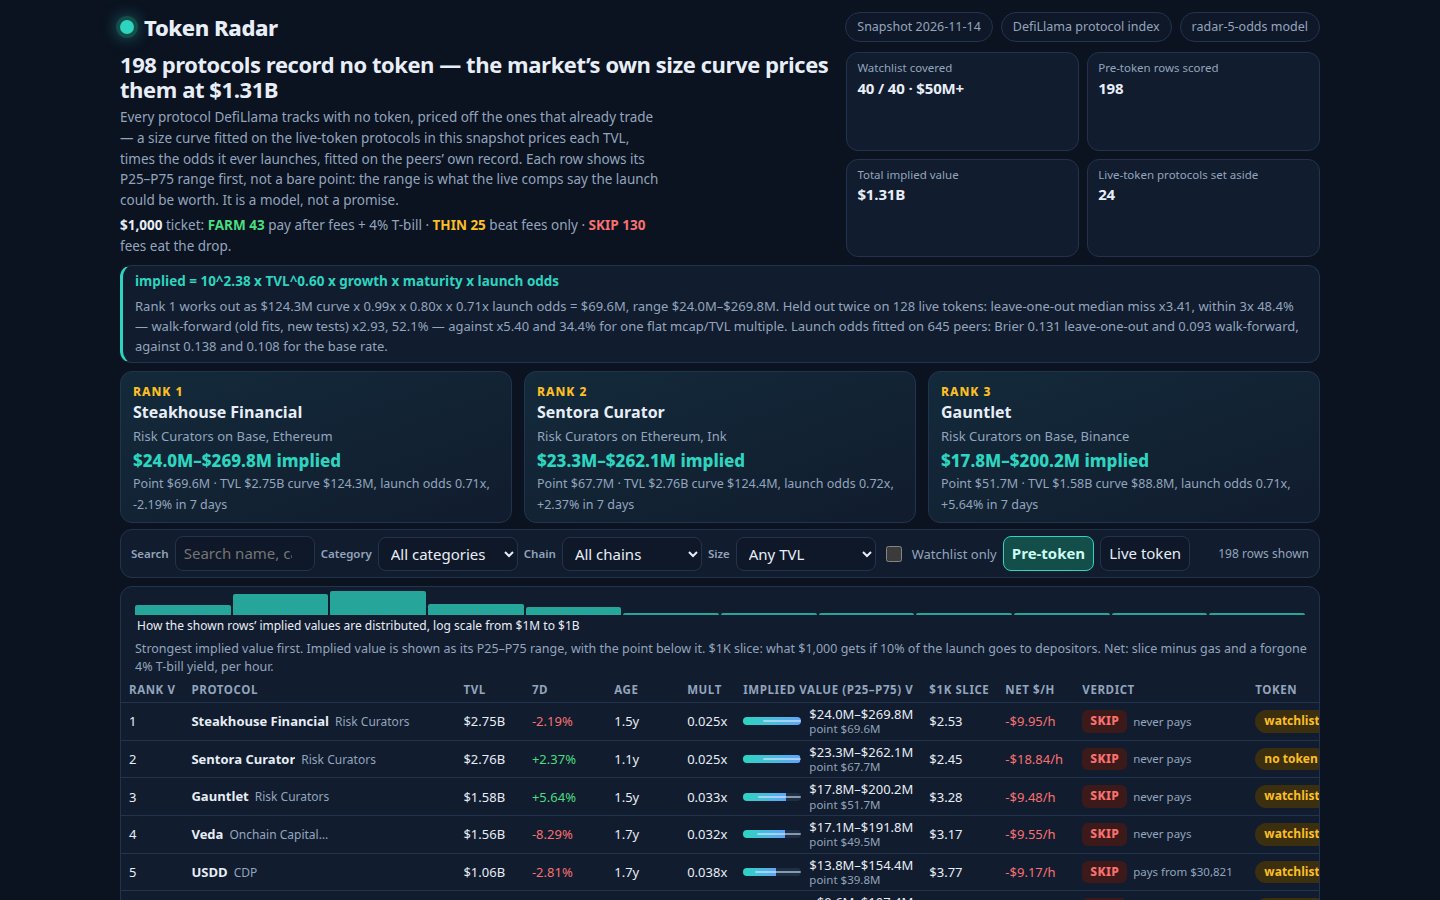 Token Radar
Snapshot 2026-11-14
DefiLlama protocol index
radar-5-odds model
198 protocols record no token — the market’s own size curve prices
them at $1.31B
Every protocol DefiLlama tracks with no token, priced off the ones that already trade
— a size curve fitted on the live-token protocols in this snapshot prices each TVL,
times the odds it ever launches, fitted on the peers’ own record. Each row shows its
P25–P75 range first, not a bare point: the range is what the live comps say the launch
could be worth. It is a model, not a promise.
$1,000 ticket: FARM 43 pay after fees + 4% T-bill · THIN 25 beat fees only · SKIP 130
fees eat the drop.
Watchlist covered
40 / 40 · $50M+
Pre-token rows scored
198
Total implied value
$1.31B
Live-token protocols set aside
24
implied = 10^2.38 x TVL^0.60 x growth x maturity x launch odds
Rank 1 works out as $124.3M curve x 0.99x x 0.80x x 0.71x launch odds = $69.6M, range $24.0M–$269.8M. Held out twice on 128 live tokens: leave-one-out median miss x3.41, within 3x 48.4%
— walk-forward (old fits, new tests) x2.93, 52.1% — against x5.40 and 34.4% for one flat mcap/TVL multiple. Launch odds fitted on 645 peers: Brier 0.131 leave-one-out and 0.093 walk-forward,
against 0.138 and 0.108 for the base rate.
RANK 1
Steakhouse Financial
Risk Curators on Base, Ethereum
$24.0M–$269.8M implied
Point $69.6M · TVL $2.75B curve $124.3M, launch odds 0.71x,
-2.19% in 7 days
RANK 2
Sentora Curator
Risk Curators on Ethereum, Ink
$23.3M–$262.1M implied
Point $67.7M · TVL $2.76B curve $124.4M, launch odds 0.72x,
+2.37% in 7 days
RANK 3
Gauntlet
Risk Curators on Base, Binance
$17.8M–$200.2M implied
Point $51.7M · TVL $1.58B curve $88.8M, launch odds 0.71x,
+5.64% in 7 days
Search Search name, c Category All categories Chain All chains Size Any TVL Watchlist only Pre-token Live token 198 rows shown
How the shown rows’ implied values are distributed, log scale from $1M to $1B
Strongest implied value first. Implied value is shown as its P25–P75 range, with the point below it. $1K slice: what $1,000 gets if 10% of the launch goes to depositors. Net: slice minus gas and a forgone
4% T-bill yield, per hour.
RANK V PROTOCOL TVL 7D AGE MULT IMPLIED VALUE (P25–P75) V $1K SLICE NET $/H VERDICT TOKEN
1 Steakhouse Financial Risk Curators $2.75B -2.19% 1.5y 0.025x $24.0M–$269.8M $2.53 -$9.95/h SKIP never pays watchlist
point $69.6M
2 Sentora Curator Risk Curators $2.76B +2.37% 1.1y 0.025x $23.3M–$262.1M $2.45 -$18.84/h SKIP never pays no token
point $67.7M
3 Gauntlet Risk Curators $1.58B +5.64% 1.5y 0.033x $17.8M–$200.2M $3.28 -$9.48/h SKIP never pays watchlist
point $51.7M
4 Veda Onchain Capital... $1.56B -8.29% 1.7y 0.032x $17.1M–$191.8M $3.17 -$9.55/h SKIP never pays watchlist
point $49.5M
5 USDD CDP $1.06B -2.81% 1.7y 0.038x $13.8M–$154.4M $3.77 -$9.17/h SKIP pays from $30,821 watchlist
point $39.8M